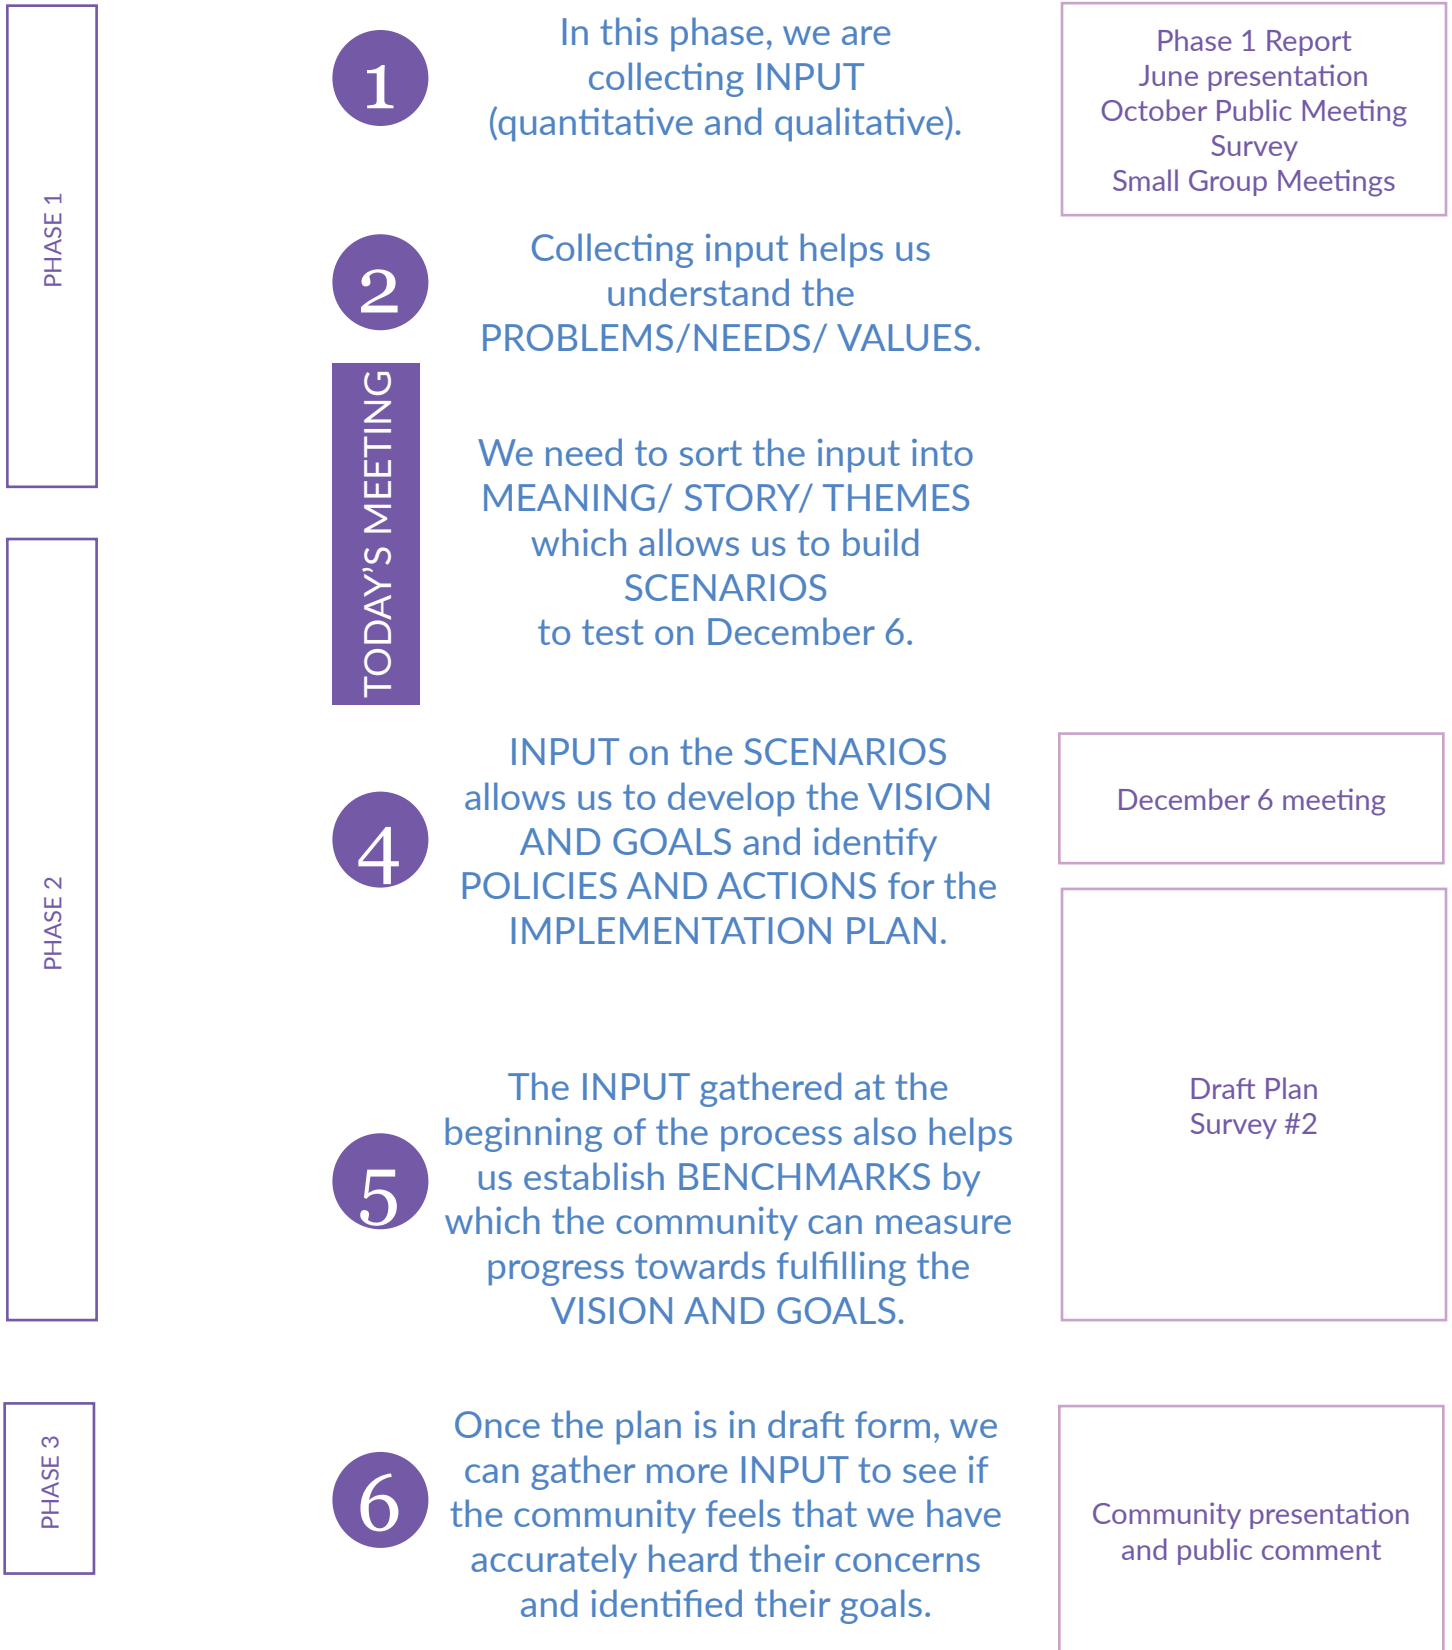 PHASE 1
1
In this phase, we are
collecting INPUT
(quantitative and qualitative).
Phase 1 Report
June presentation
October Public Meeting
Survey
Small Group Meetings
2
Collecting input helps us
understand the
PROBLEMS/NEEDS/ VALUES.
TODAY'S MEETING
We need to sort the input into
MEANING/ STORY/ THEMES
which allows us to build
SCENARIOS
to test on December 6.
PHASE 2
4
INPUT on the SCENARIOS
allows us to develop the VISION
AND GOALS and identify
POLICIES AND ACTIONS for the
IMPLEMENTATION PLAN.
December 6 meeting
5
The INPUT gathered at the
beginning of the process also helps
us establish BENCHMARKS by
which the community can measure
progress towards fulfilling the
VISION AND GOALS.
Draft Plan
Survey #2
PHASE 3
6
Once the plan is in draft form, we
can gather more INPUT to see if
the community feels that we have
accurately heard their concerns
and identified their goals.
Community presentation
and public comment